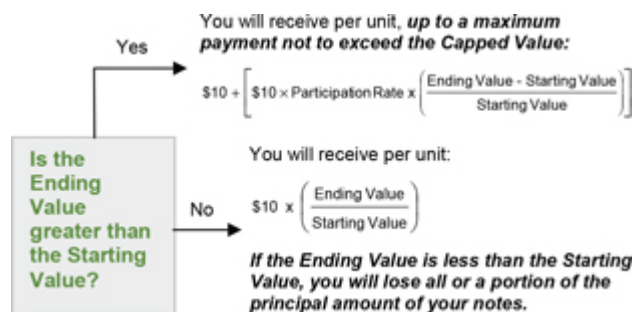 You will receive per unit, up to a maximum
payment not to exceed the Capped Value:
Yes
$10 + [ $10 × Participation Rate x ( Ending Value - Starting Value / Starting Value ) ]
Is the
Ending
Value
greater than
the Starting
Value?
You will receive per unit:
No
$10 x ( Ending Value / Starting Value )
If the Ending Value is less than the Starting
Value, you will lose all or a portion of the
principal amount of your notes.